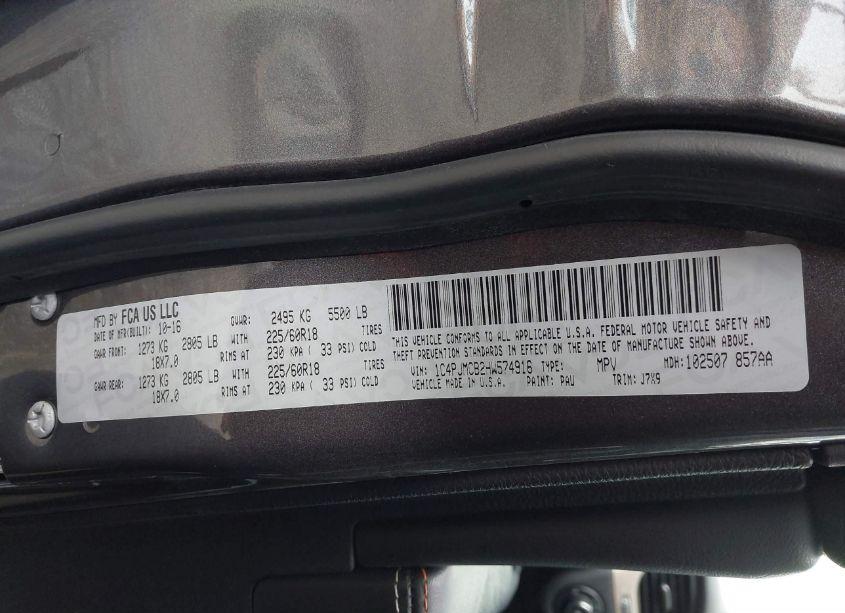 MFD BY FCA US LLC
DATE OF MFR(BUILT): 10-16 GVWR: 2495 KG 5500 LB
GAWR FRONT: 1273 KG 2805 LB WITH 225/60R18 TIRES
18X7.0 RIMS AT 230 KPA ( 33 PSI) COLD
GAWR REAR: 1273 KG 2805 LB WITH 225/60R18 TIRES
18X7.0 RIMS AT 230 KPA ( 33 PSI) COLD
THIS VEHICLE CONFORMS TO ALL APPLICABLE U.S.A. FEDERAL MOTOR VEHICLE SAFETY AND
THEFT PREVENTION STANDARDS IN EFFECT ON THE DATE OF MANUFACTURE SHOWN ABOVE.
VIN: TYPE: MPV MDH:102507 857AA
VEHICLE MADE IN U.S.A. PAINT: PAU TRIM: J7X9